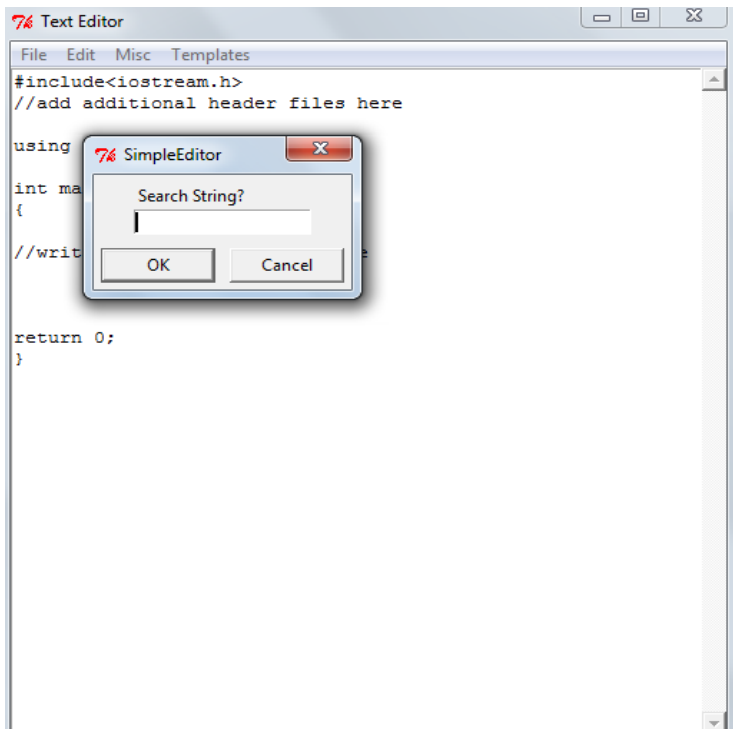 Text Editor
File Edit Misc Templates
#include<iostream.h>
//add additional header files here
using
SimpleEditor
int ma
Search String?
{
//writ
OK Cancel
return 0;
}